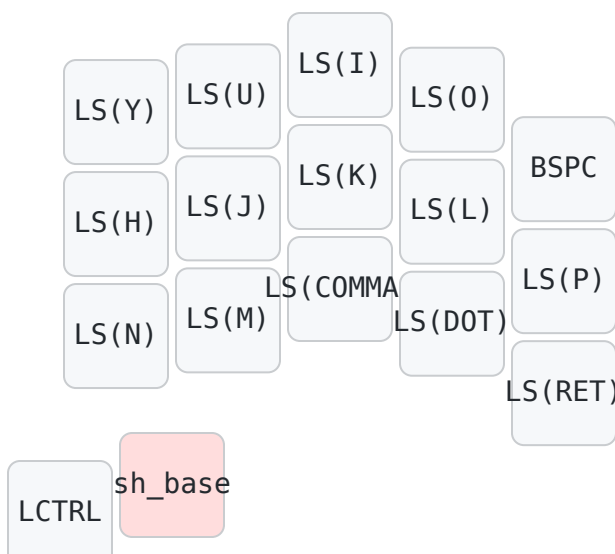 LS(Y)
LS(U)
LS(I)
LS(O)
BSPC
LS(H)
LS(J)
LS(K)
LS(L)
LS(P)
LS(N)
LS(M)
LS(COMMA
LS(DOT)
LS(RET)
LCTRL
sh_base